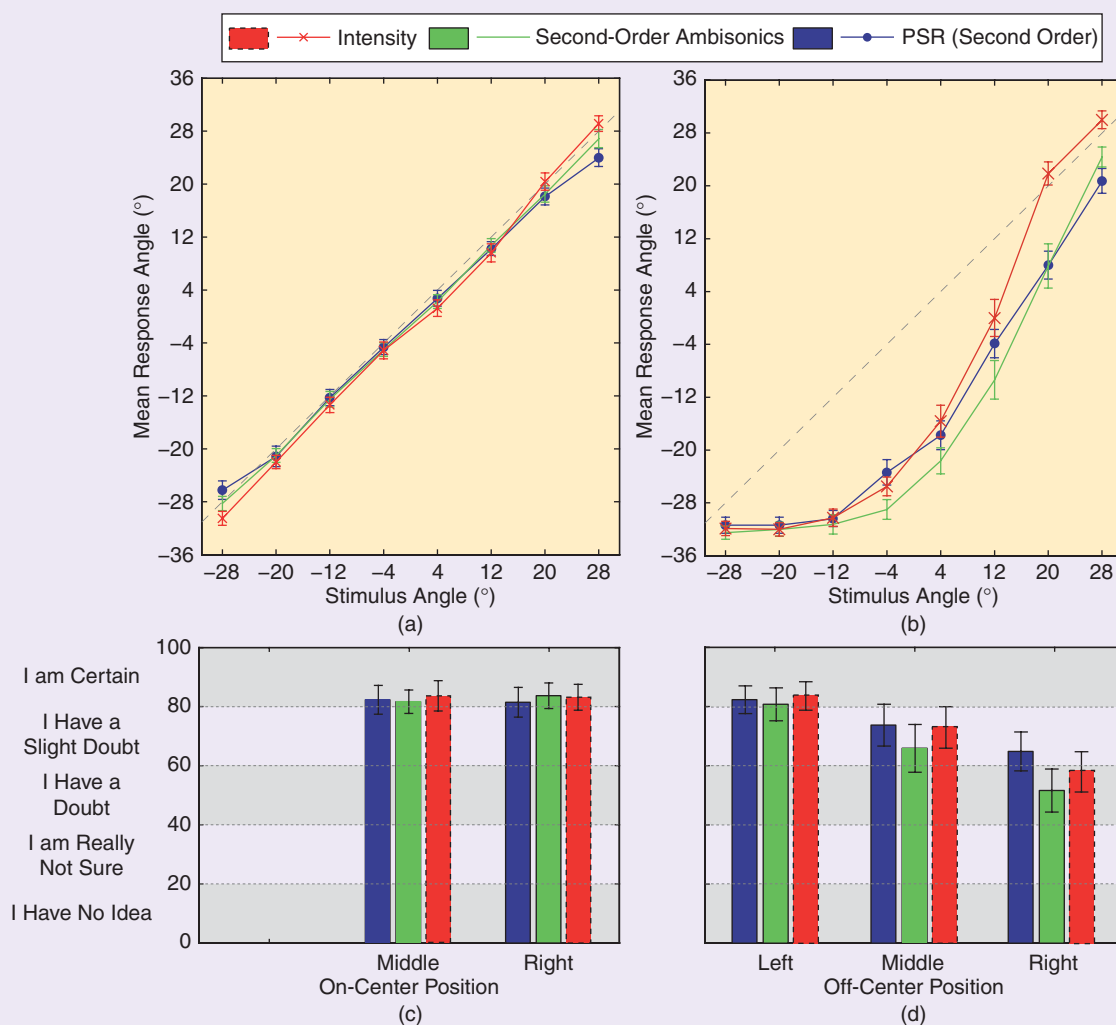 Intensity Second-Order Ambisonics PSR (Second Order)
36
28
20
12
4
−4
−12
−20
−28
−36
Mean Response Angle (°)
−28 −20 −12 −4 4 12 20 28
Stimulus Angle (°)
(a)
36
28
20
12
4
−4
−12
−20
−28
−36
Mean Response Angle (°)
−28 −20 −12 −4 4 12 20 28
Stimulus Angle (°)
(b)
100
80
60
40
20
0
I am Certain
I Have a
Slight Doubt
I Have a
Doubt
I am Really
Not Sure
I Have No Idea
Middle Right
On-Center Position
(c)
Left Middle Right
Off-Center Position
(d)